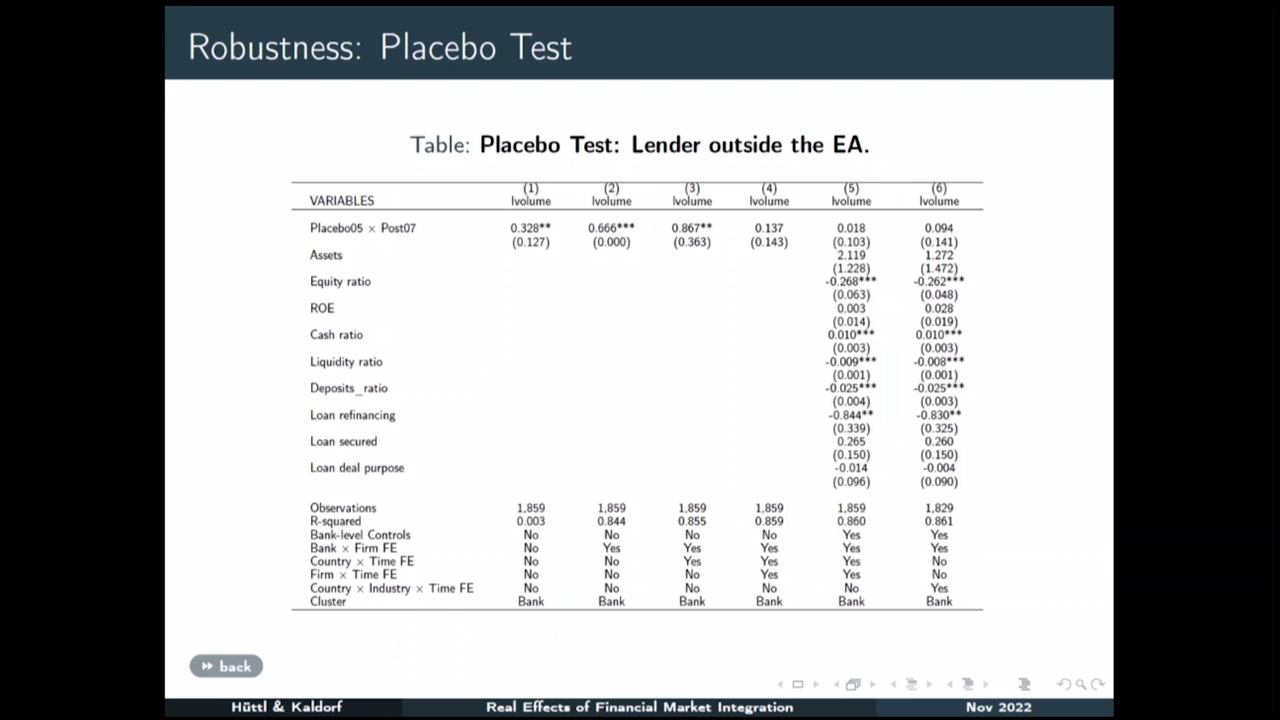 Robustness: Placebo Test
Table: Placebo Test: Lender outside the EA.
(1) (2) (3) (4) (5) (6)
VARIABLES lvolume lvolume lvolume lvolume lvolume lvolume
Placebo05 × Post07 0.328** 0.666*** 0.867** 0.137 0.018 0.094
(0.127) (0.000) (0.363) (0.143) (0.103) (0.141)
Assets 2.119 1.272
(1.228) (1.472)
Equity ratio -0.268*** -0.262***
(0.063) (0.048)
ROE 0.003 0.028
(0.014) (0.019)
Cash ratio 0.010*** 0.010***
(0.003) (0.003)
Liquidity ratio -0.009*** -0.008***
(0.001) (0.001)
Deposits_ratio -0.025*** -0.025***
(0.004) (0.003)
Loan refinancing -0.844** -0.830**
(0.339) (0.325)
Loan secured 0.265 0.260
(0.150) (0.150)
Loan deal purpose -0.014 -0.004
(0.096) (0.090)
Observations 1,859 1,859 1,859 1,859 1,859 1,829
R-squared 0.003 0.844 0.855 0.859 0.860 0.861
Bank-level Controls No No No No Yes Yes
Bank × Firm FE No Yes Yes Yes Yes Yes
Country × Time FE No No Yes Yes Yes No
Firm × Time FE No No No Yes Yes No
Country × Industry × Time FE No No No No No Yes
Cluster Bank Bank Bank Bank Bank Bank
back
Hüttl & Kaldorf Real Effects of Financial Market Integration Nov 2022